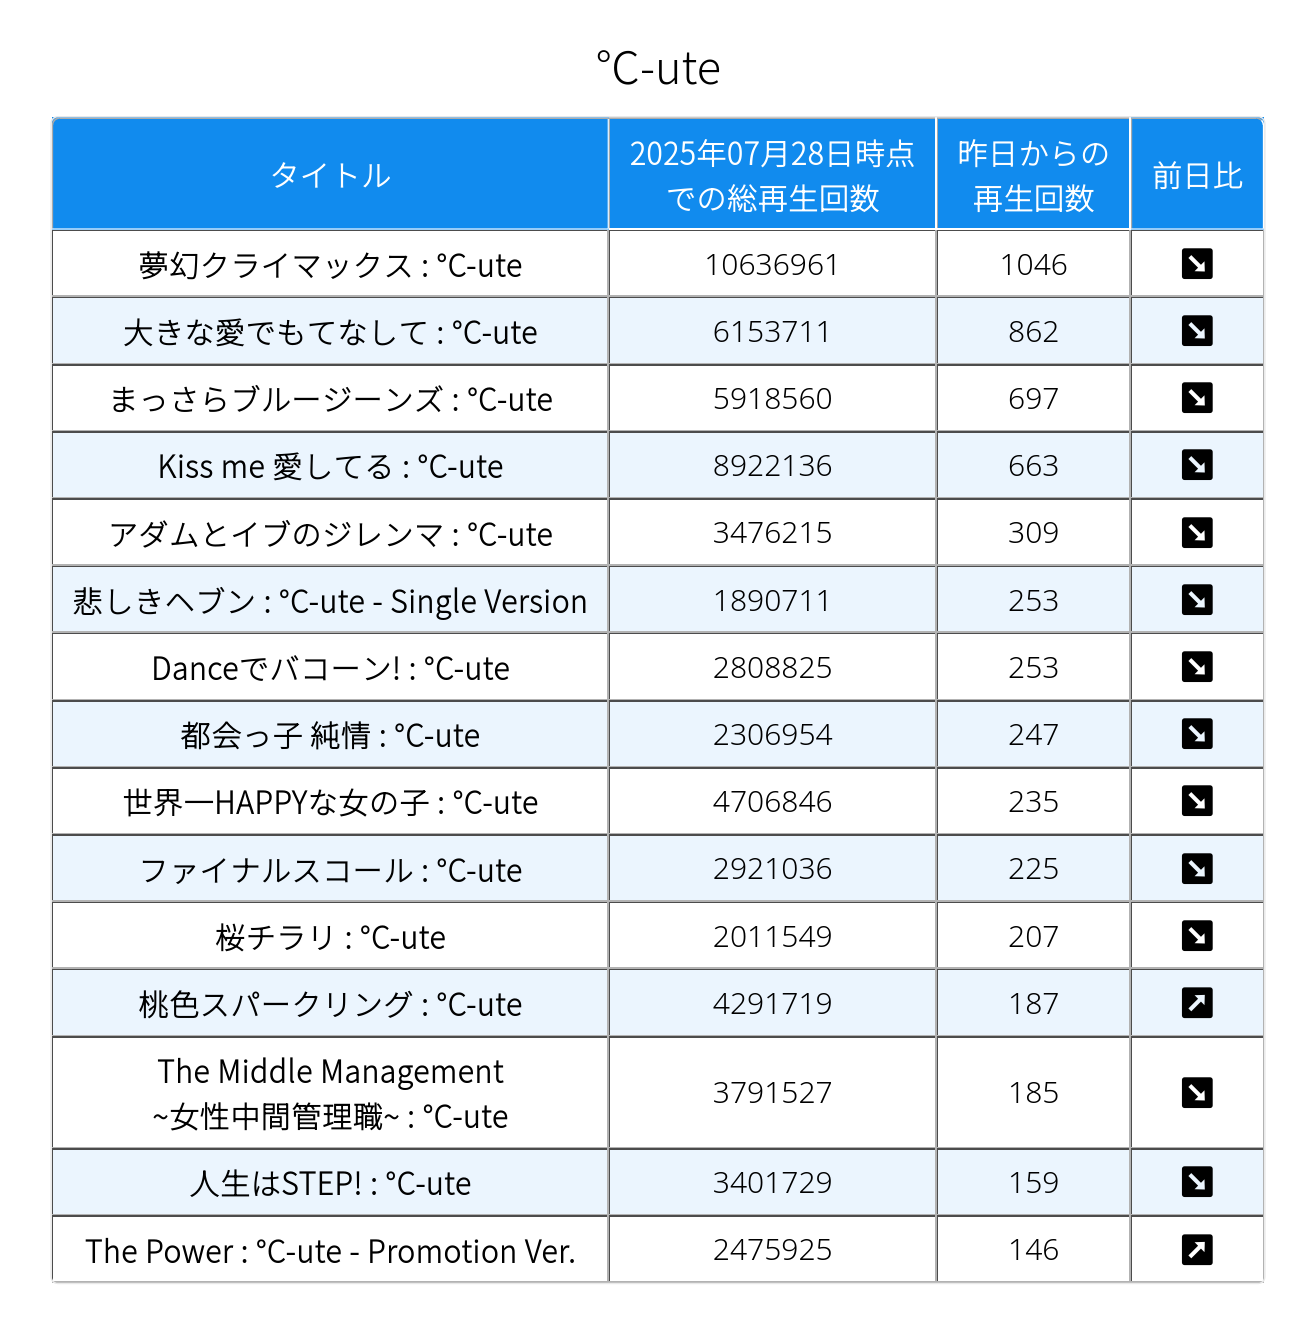 °C-ute
タイトル
2025年07月28日時点
での総再生回数
昨日からの
再生回数
前日比
夢幻クライマックス : °C-ute 10636961 1046
大きな愛でもてなして : °C-ute 6153711 862
まっさらブルージーンズ : °C-ute 5918560 697
Kiss me 愛してる : °C-ute 8922136 663
アダムとイブのジレンマ : °C-ute 3476215 309
悲しきヘブン : °C-ute - Single Version 1890711 253
Danceでバコーン! : °C-ute 2808825 253
都会っ子 純情 : °C-ute 2306954 247
世界一HAPPYな女の子 : °C-ute 4706846 235
ファイナルスコール : °C-ute 2921036 225
桜チラリ : °C-ute 2011549 207
桃色スパークリング : °C-ute 4291719 187
The Middle Management
~女性中間管理職~ : °C-ute 3791527 185
人生はSTEP! : °C-ute 3401729 159
The Power : °C-ute - Promotion Ver. 2475925 146